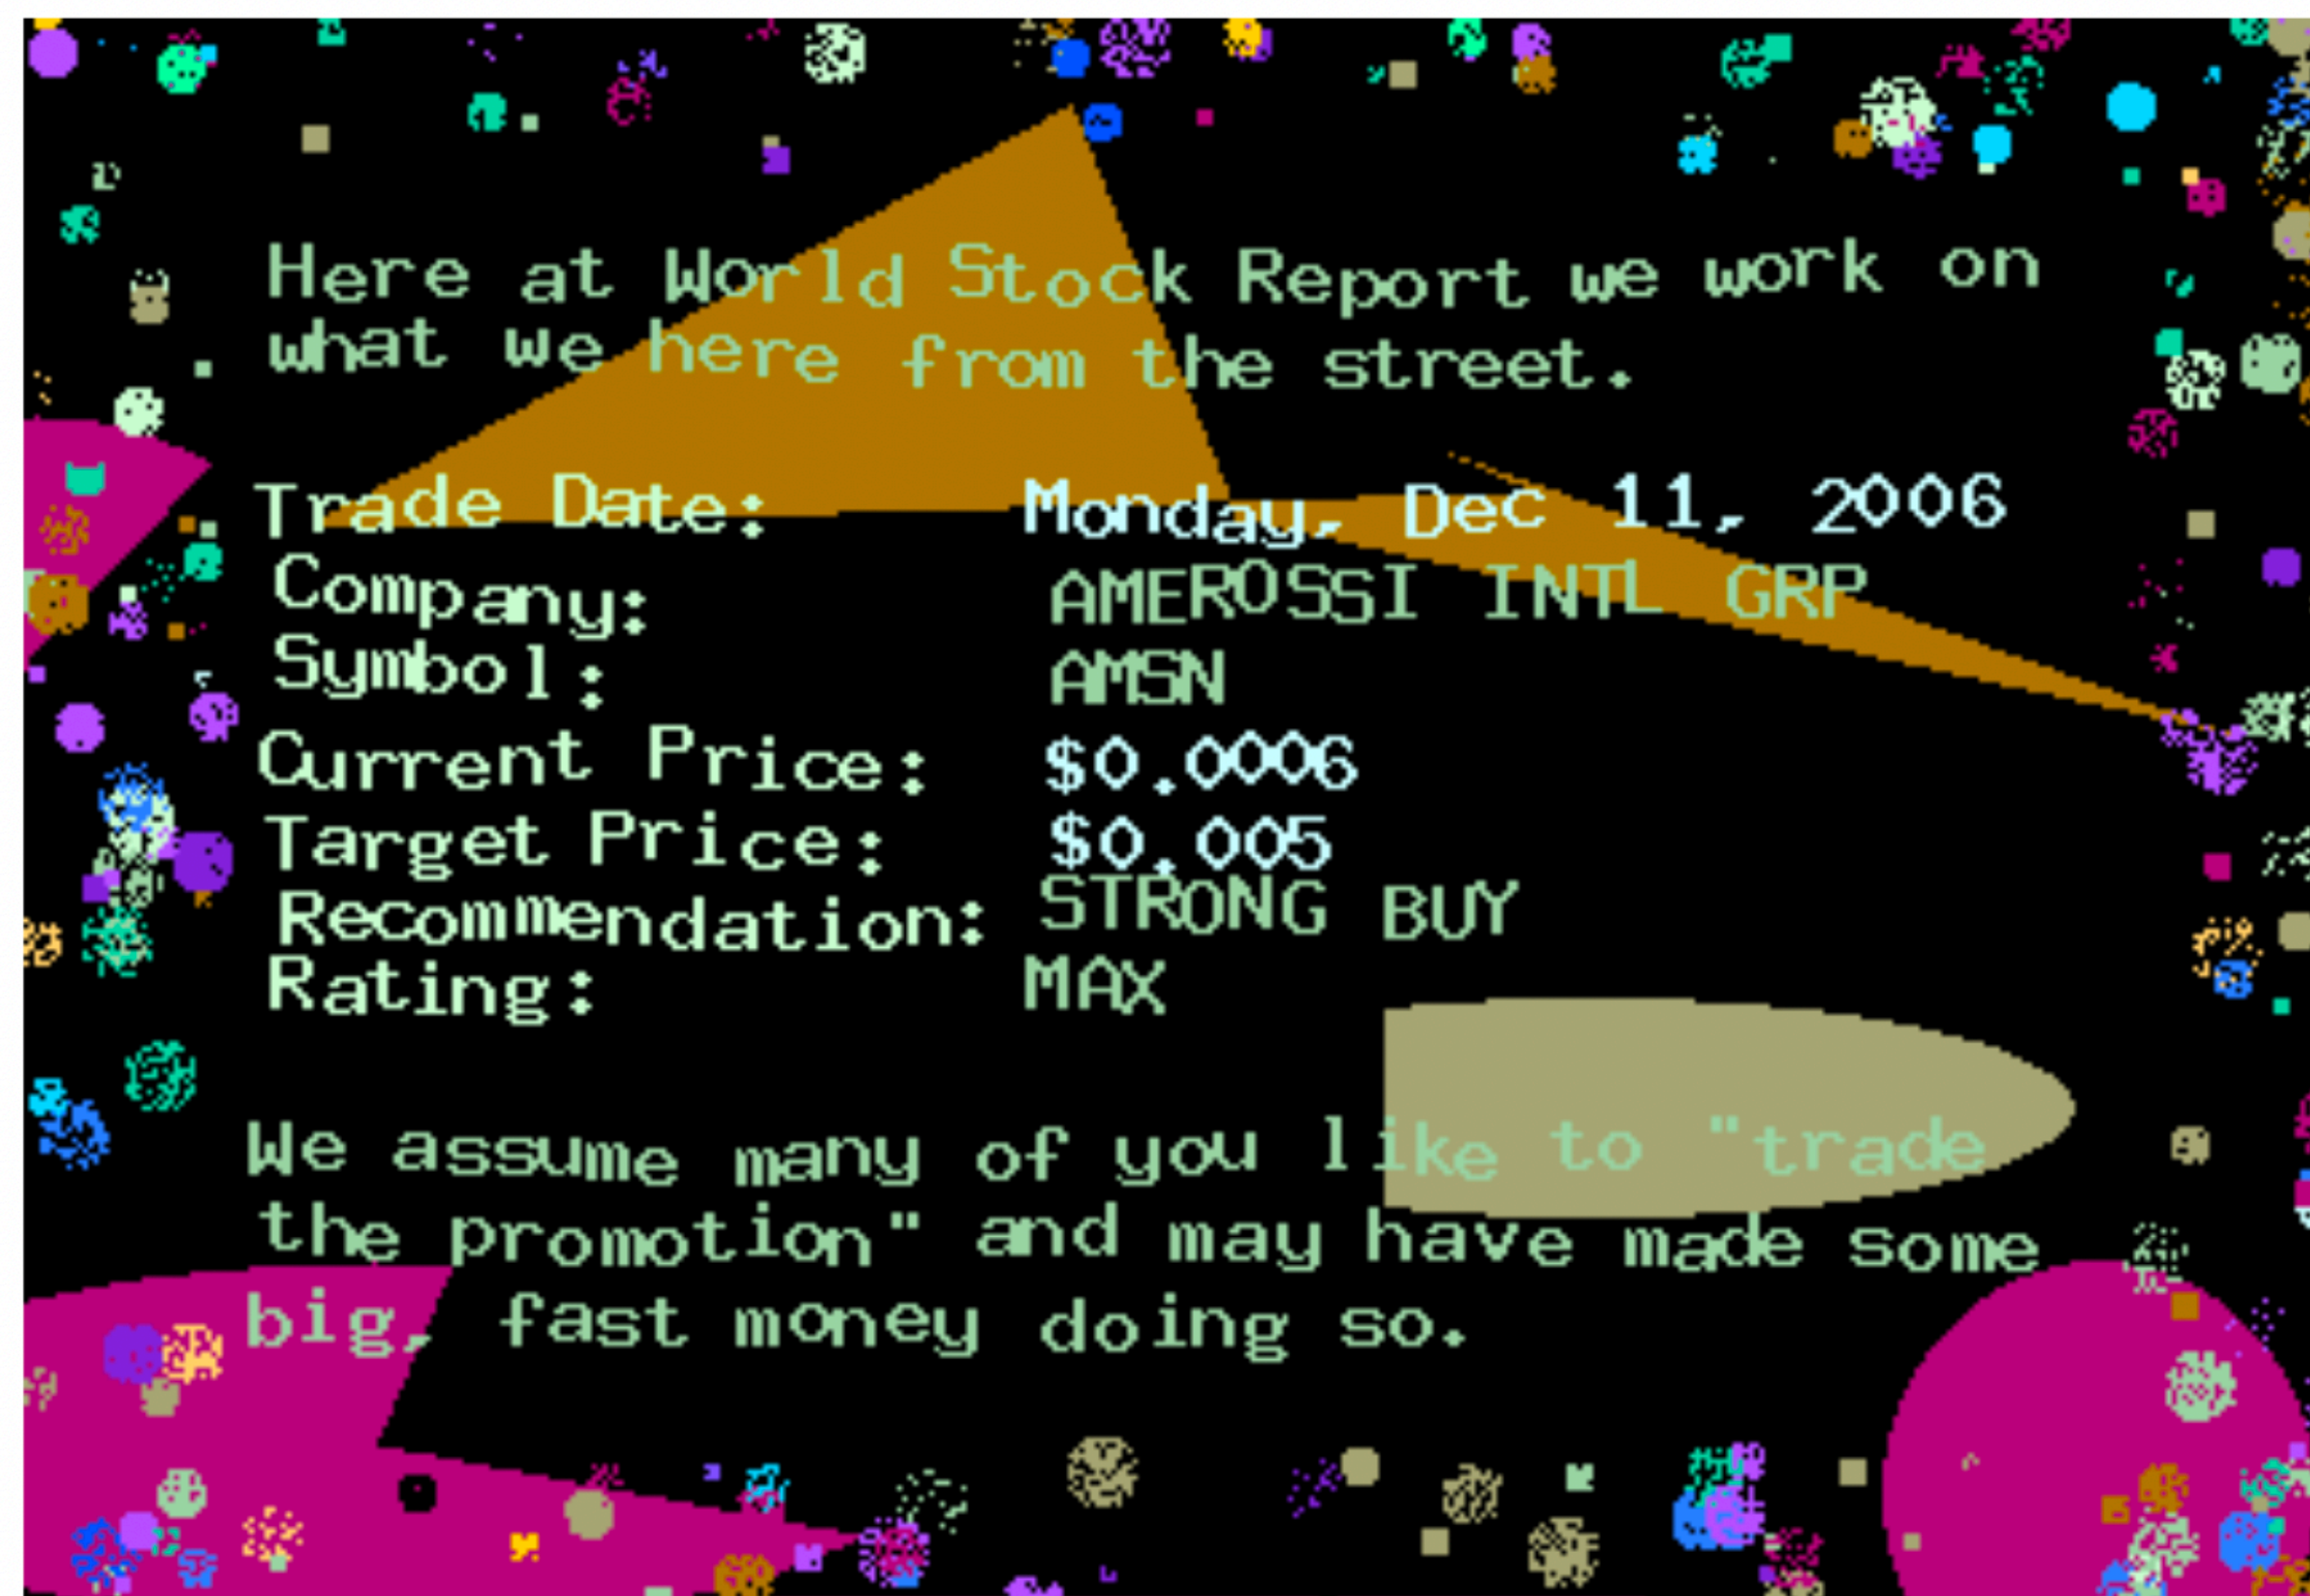 Here at World Stock Report we work on
what we here from the street.
Trade Date: Monday, Dec 11, 2006
Company: AMEROSSI INTL GRP
Symbol: AMSN
Current Price: $0.0006
Target Price: $0.005
Recommendation: STRONG BUY
Rating: MAX
We assume many of you like to "trade
the promotion" and may have made some
big, fast money doing so.